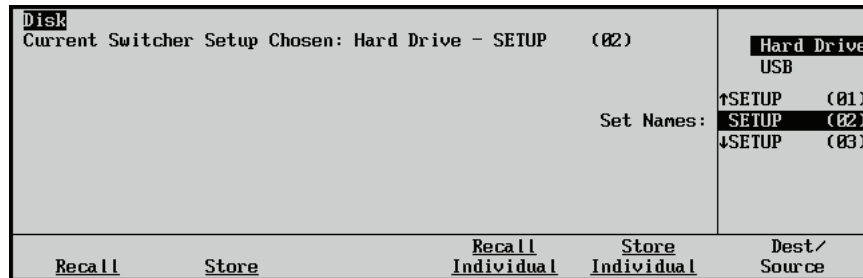 Disk
Current Switcher Setup Chosen: Hard Drive - SETUP (02)
Hard Drive
USB
↑SETUP (01)
Set Names: SETUP (02)
↓SETUP (03)
Recall Store Recall Individual Store Individual Dest/ Source